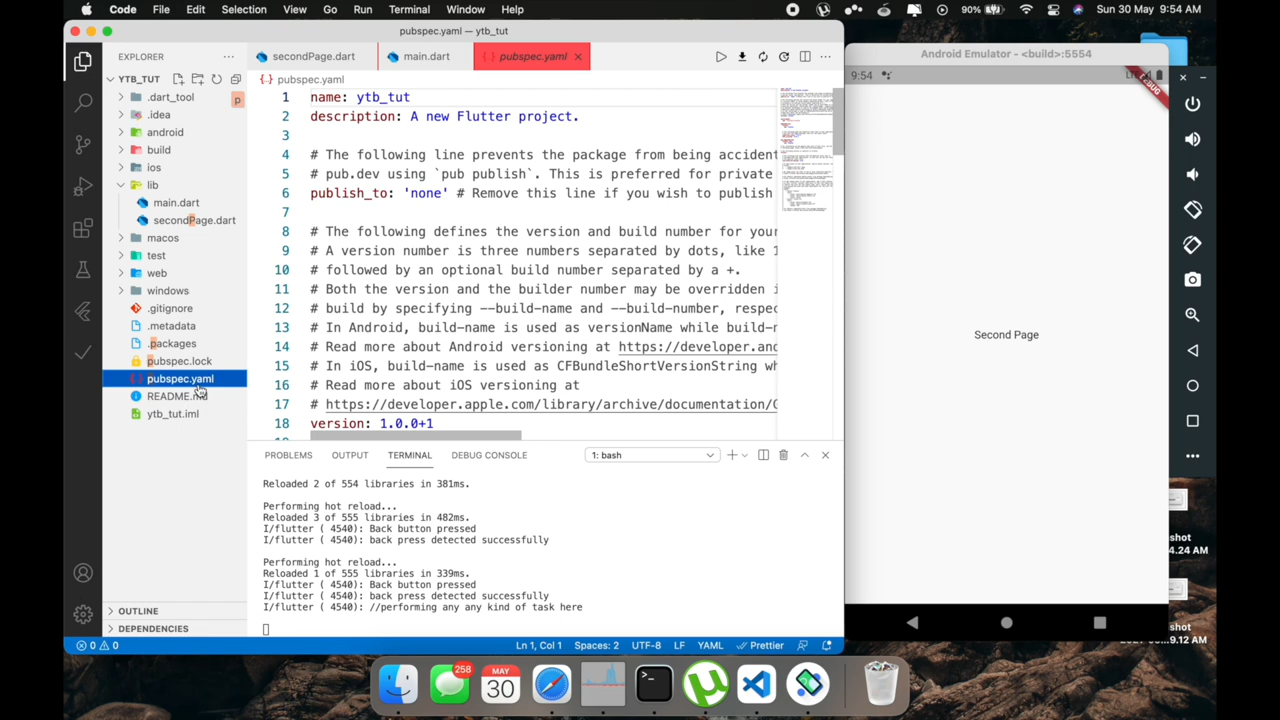 Code File Edit Selection View Go Run Terminal Window Help
90% Sun 30 May 9:54 AM
pubspec.yaml — ytb_tut
EXPLORER
YTB_TUT
.dart_tool
.idea
android
build
ios
lib
main.dart
secondPage.dart
macos
test
web
windows
.gitignore
.metadata
.packages
pubspec.lock
pubspec.yaml
README.md
ytb_tut.iml
OUTLINE
DEPENDENCIES
secondPage.dart main.dart pubspec.yaml
pubspec.yaml
1 name: ytb_tut
2 description: A new Flutter project.
3
4 # The following line prevents the package from being accident
5 # publishing using `pub publish`. This is preferred for private
6 publish_to: 'none' # Remove this line if you wish to publish
7
8 # The following defines the version and build number for your
9 # A version number is three numbers separated by dots, like 1
10 # followed by an optional build number separated by a +.
11 # Both the version and the builder number may be overridden i
12 # build by specifying --build-name and --build-number, respec
13 # In Android, build-name is used as versionName while build-n
14 # Read more about Android versioning at https://developer.and
15 # In iOS, build-name is used as CFBundleShortVersionString wh
16 # Read more about iOS versioning at
17 # https://developer.apple.com/library/archive/documentation/G
18 version: 1.0.0+1
PROBLEMS OUTPUT TERMINAL DEBUG CONSOLE 1: bash
Reloaded 2 of 554 libraries in 381ms.
Performing hot reload...
Reloaded 3 of 555 libraries in 482ms.
I/flutter ( 4540): Back button pressed
I/flutter ( 4540): back press detected successfully
Performing hot reload...
Reloaded 1 of 555 libraries in 339ms.
I/flutter ( 4540): Back button pressed
I/flutter ( 4540): back press detected successfully
I/flutter ( 4540): //performing any any kind of task here
0 0 Ln 1, Col 1 Spaces: 2 UTF-8 LF YAML Prettier
Android Emulator - <build>:5554
9:54
DEBUG
Second Page
shot
4.24 AM
shot
9.12 AM
258
MAY
30